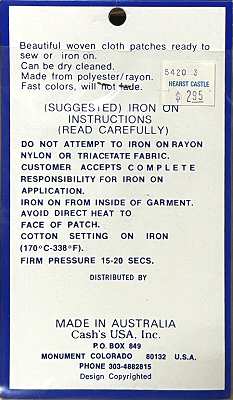 Beautiful woven cloth patches ready to
sew or iron on.
Can be dry cleaned.
Made from polyester/rayon.
Fast colors, will not fade.
5420 3
HEARST CASTLE
$ 2.95
(SUGGESTED) IRON ON
INSTRUCTIONS
(READ CAREFULLY)
DO NOT ATTEMPT TO IRON ON RAYON
NYLON OR TRIACETATE FABRIC.
CUSTOMER ACCEPTS COMPLETE
RESPONSIBILITY FOR IRON ON
APPLICATION.
IRON ON FROM INSIDE OF GARMENT.
AVOID DIRECT HEAT TO
FACE OF PATCH.
COTTON SETTING ON IRON
(170°C-338°F).
FIRM PRESSURE 15-20 SECS.
DISTRIBUTED BY
MADE IN AUSTRALIA
Cash's USA, Inc.
P.O. BOX 849
MONUMENT COLORADO 80132 U.S.A.
PHONE 303-4882815
Design Copyrighted